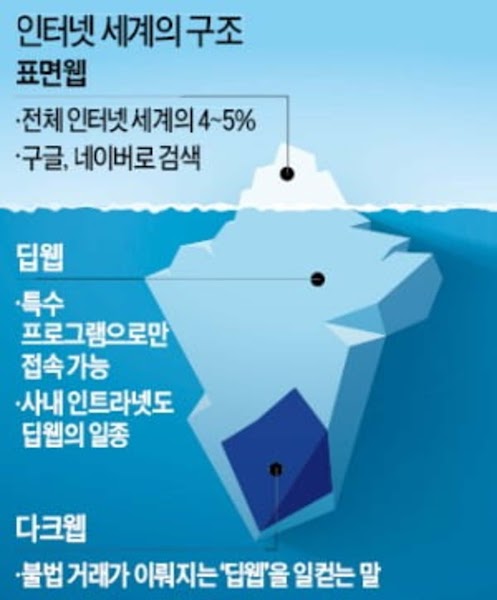 인터넷 세계의 구조
표면웹
·전체 인터넷 세계의 4~5%
·구글, 네이버로 검색
딥웹
·특수
프로그램으로만
접속 가능
·사내 인트라넷도
딥웹의 일종
다크웹
·불법 거래가 이뤄지는 '딥웹'을 일컫는 말